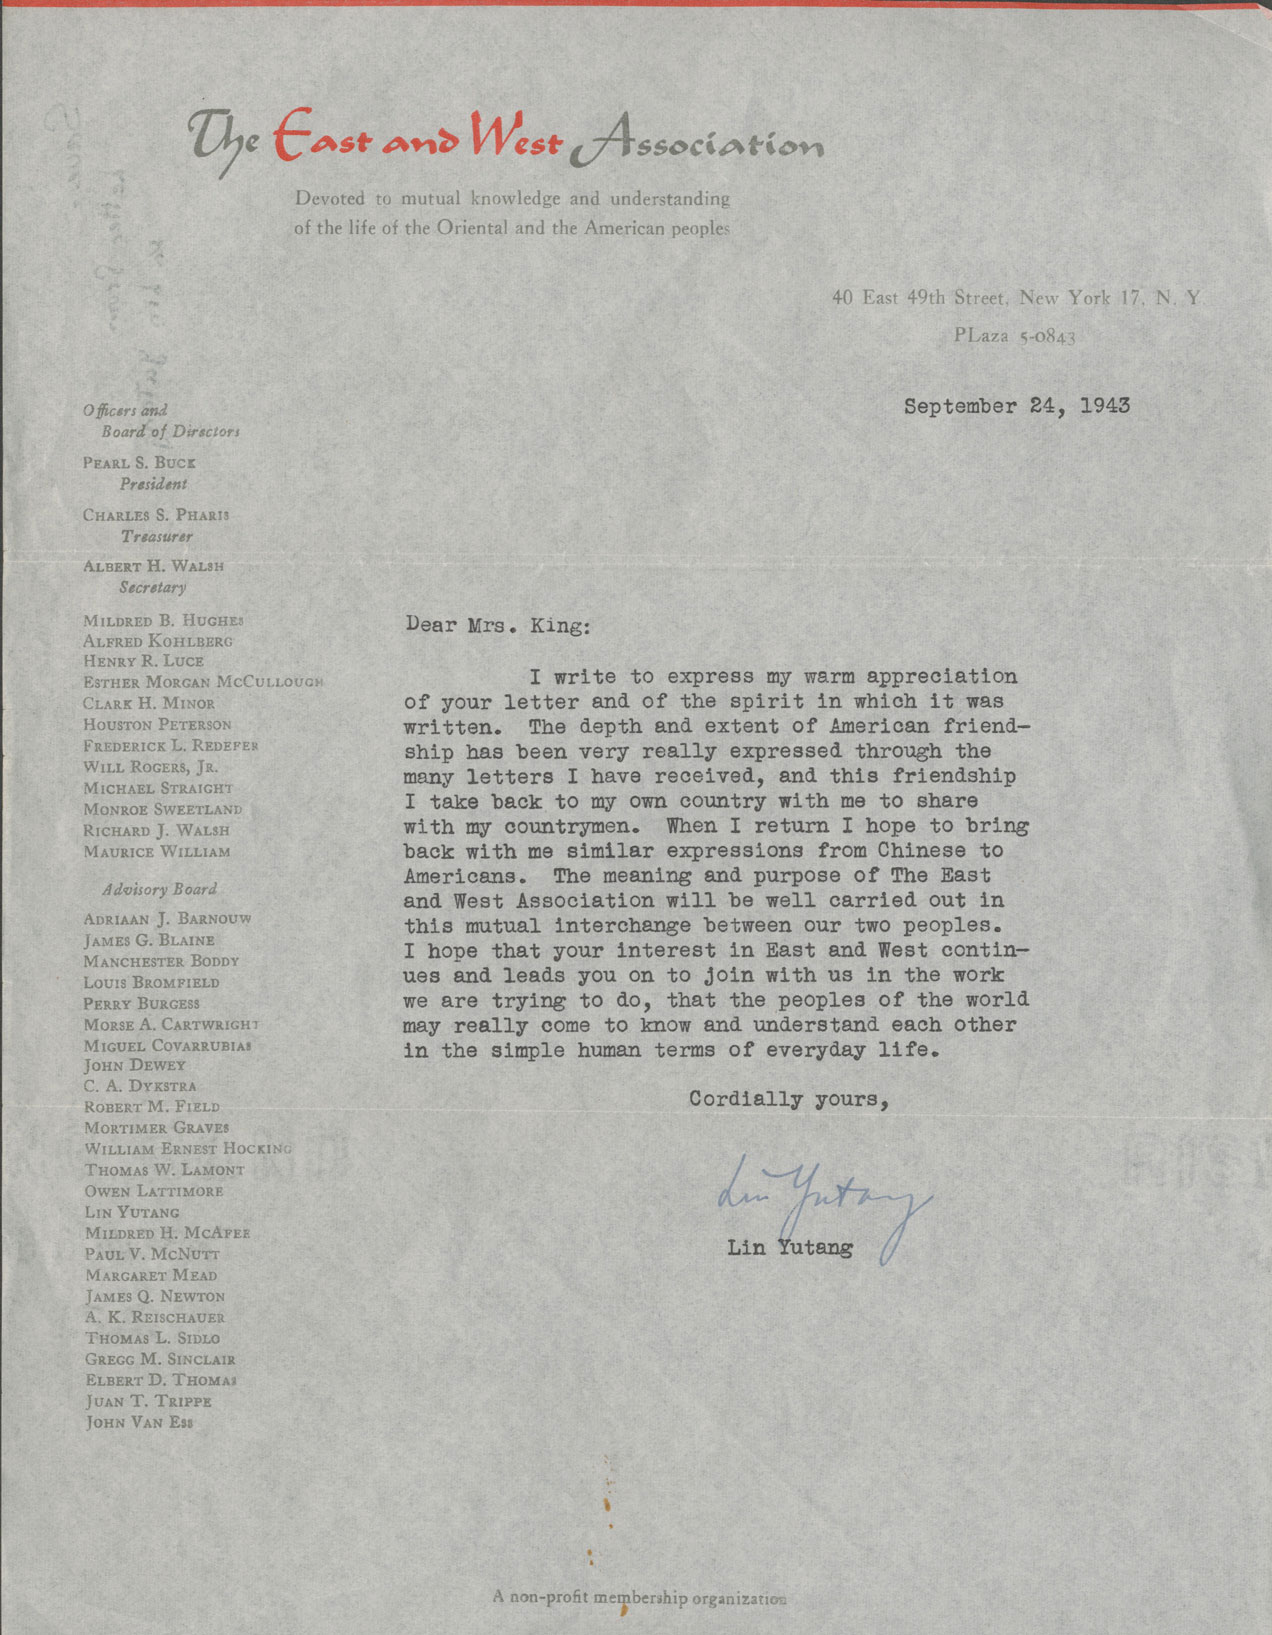 The East and West Association
Devoted to mutual knowledge and understanding
of the life of the Oriental and the American peoples
40 East 49th Street, New York 17, N. Y
PLaza 5-0843
September 24, 1943
Officers and
Board of Directors
PEARL S. BUCK
President
CHARLES S. PHARIS
Treasurer
ALBERT H. WALSH
Secretary
MILDRED B. HUGHES
ALFRED KOHLBERG
HENRY R. LUCE
ESTHER MORGAN MCCULLOUGH
CLARK H. MINOR
HOUSTON PETERSON
FREDERICK L. REDEFER
WILL ROGERS, JR.
MICHAEL STRAIGHT
MONROE SWEETLAND
RICHARD J. WALSH
MAURICE WILLIAM
Advisory Board
ADRIAAN J. BARNOUW
JAMES G. BLAINE
MANCHESTER BODDY
LOUIS BROMFIELD
PERRY BURGESS
MORSE A. CARTWRIGHT
MIGUEL COVARRUBIAS
JOHN DEWEY
C. A. DYKSTRA
ROBERT M. FIELD
MORTIMER GRAVES
WILLIAM ERNEST HOCKING
THOMAS W. LAMONT
OWEN LATTIMORE
LIN YUTANG
MILDRED H. MCAFEE
PAUL V. MCNUTT
MARGARET MEAD
JAMES Q. NEWTON
A. K. REISCHAUER
THOMAS L. SIDLO
GREGG M. SINCLAIR
ELBERT D. THOMAS
JUAN T. TRIPPE
JOHN VAN ESS
Dear Mrs. King:
I write to express my warm appreciation
of your letter and of the spirit in which it was
written. The depth and extent of American friend-
ship has been very really expressed through the
many letters I have received, and this friendship
I take back to my own country with me to share
with my countrymen. When I return I hope to bring
back with me similar expressions from Chinese to
Americans. The meaning and purpose of The East
and West Association will be well carried out in
this mutual interchange between our two peoples.
I hope that your interest in East and West contin-
ues and leads you on to join with us in the work
we are trying to do, that the peoples of the world
may really come to know and understand each other
in the simple human terms of everyday life.
Cordially yours,
Lin Yutang
Lin Yutang
A non-profit membership organization